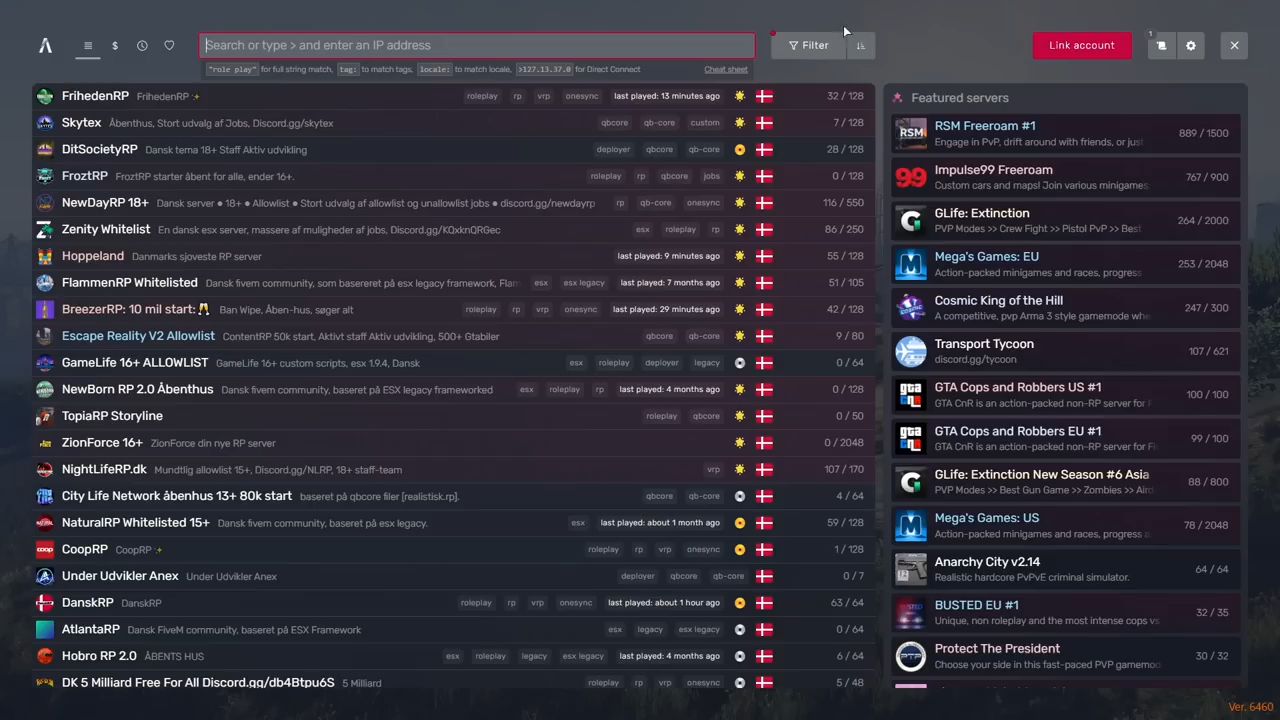 Search or type > and enter an IP address
Filter
Link account
1
"role play" for full string match, tag: to match tags, locale: to match locale, >127.13.37.0 for Direct Connect
Cheat sheet
FrihedenRP FrihedenRP roleplay rp vrp onesync last played: 13 minutes ago 32 / 128
Skytex Åbenthus, Stort udvalg af Jobs, Discord.gg/skytex qbcore qb-core custom 7 / 128
DitSocietyRP Dansk tema 18+ Staff Aktiv udvikling deployer qbcore qb-core 28 / 128
FroztRP FroztRP starter åbent for alle, ender 16+. roleplay rp qbcore jobs 0 / 128
NewDayRP 18+ Dansk server ● 18+ ● Allowlist ● Stort udvalg af allowlist og unallowlist jobs ● discord.gg/newdayrp rp qb-core onesync 116 / 550
Zenity Whitelist En dansk esx server, massere af muligheder af jobs, Discord.gg/KQxknQRGec esx roleplay rp 86 / 250
Hoppeland Danmarks sjoveste RP server last played: 9 minutes ago 55 / 128
FlammenRP Whitelisted Dansk fivem community, som basereret på esx legacy framework, Flam esx esx legacy last played: 7 months ago 51 / 105
BreezerRP: 10 mil start: 🥂 Ban Wipe, Åben-hus, søger alt roleplay rp vrp onesync last played: 29 minutes ago 42 / 128
Escape Reality V2 Allowlist ContentRP 50k start, Aktivt staff Aktiv udvikling, 500+ Gtabiler qbcore qb-core 9 / 80
GameLife 16+ ALLOWLIST GameLife 16+ custom scripts, esx 1.9.4, Dansk esx roleplay deployer legacy 0 / 64
NewBorn RP 2.0 Åbenthus Dansk fivem community, baseret på ESX legacy frameworked esx roleplay rp last played: 4 months ago 0 / 128
TopiaRP Storyline roleplay qbcore 0 / 50
ZionForce 16+ ZionForce din nye RP server 0 / 2048
NightLifeRP.dk Mundtlig allowlist 15+, Discord.gg/NLRP, 18+ staff-team vrp 107 / 170
City Life Network åbenhus 13+ 80k start baseret på qbcore filer [realistisk.rp]. qbcore qb-core 4 / 64
NaturalRP Whitelisted 15+ Dansk fivem community, baseret på esx legacy. esx last played: about 1 month ago 59 / 128
CoopRP CoopRP roleplay rp vrp onesync 1 / 128
Under Udvikler Anex Under Udvikler Anex deployer qbcore qb-core 0 / 7
DanskRP DanskRP roleplay rp vrp onesync last played: about 1 hour ago 63 / 64
AtlantaRP Dansk FiveM community, baseret på ESX Framework esx legacy esx legacy 0 / 64
Hobro RP 2.0 ÅBENTS HUS esx roleplay legacy esx legacy last played: 4 months ago 6 / 64
DK 5 Milliard Free For All Discord.gg/db4Btpu6S 5 Milliard roleplay rp vrp onesync 5 / 48
Featured servers
RSM
RSM Freeroam #1
Engage in PvP, drift around with friends, or just
889 / 1500
99
Impulse99 Freeroam
Custom cars and maps! Join various minigames
767 / 900
GLife: Extinction
PVP Modes >> Crew Fight >> Pistol PvP >> Best
264 / 2000
Mega's Games: EU
Action-packed minigames and races, progress
253 / 2048
Cosmic King of the Hill
A competitive, pvp Arma 3 style gamemode whe
247 / 300
Transport Tycoon
discord.gg/tycoon
107 / 621
GTA Cops and Robbers US #1
GTA CnR is an action-packed non-RP server for F
100 / 100
GTA Cops and Robbers EU #1
GTA CnR is an action-packed non-RP server for Fi
99 / 100
GLife: Extinction New Season #6 Asia
PVP Modes >> Best Gun Game >> Zombies >> Aird
88 / 800
Mega's Games: US
Action-packed minigames and races, progress a
78 / 2048
Anarchy City v2.14
Realistic hardcore PvPvE criminal simulator.
64 / 64
BUSTED
BUSTED EU #1
Unique, non roleplay and the most intense cops vs
32 / 35
PTP
Protect The President
Choose your side in this fast-paced PVP gamemod
30 / 32
Ver. 6460